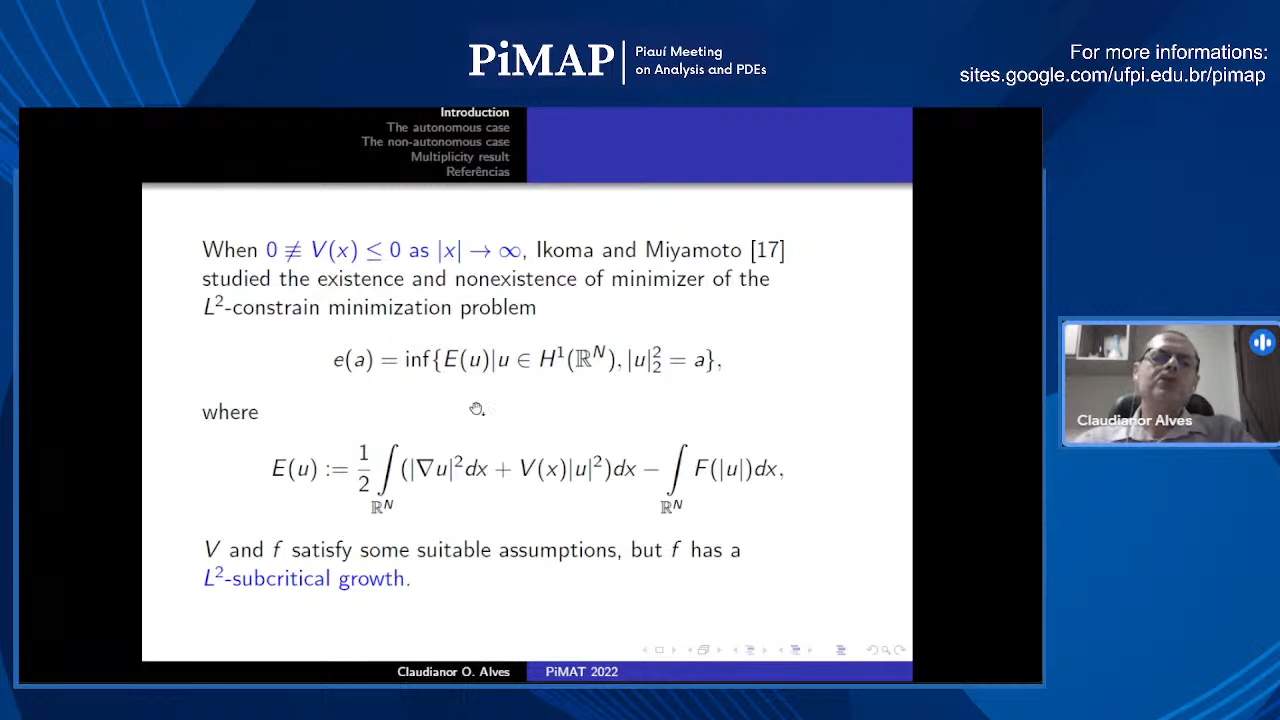 PiMAP
Piauí Meeting
on Analysis and PDEs
For more informations:
sites.google.com/ufpi.edu.br/pimap
Introduction
The autonomous case
The non-autonomous case
Multiplicity result
Referências
When 0 ≢ V(x) ≤ 0 as |x| → ∞, Ikoma and Miyamoto [17]
studied the existence and nonexistence of minimizer of the
L²-constrain minimization problem
e(a) = inf{E(u)|u ∈ H¹(ℝᴺ), |u|₂² = a},
where
E(u) := 1/2 ∫_ℝᴺ (|∇u|²dx + V(x)|u|²)dx − ∫_ℝᴺ F(|u|)dx,
V and f satisfy some suitable assumptions, but f has a
L²-subcritical growth.
Claudianor Alves
Claudianor O. Alves
PiMAT 2022